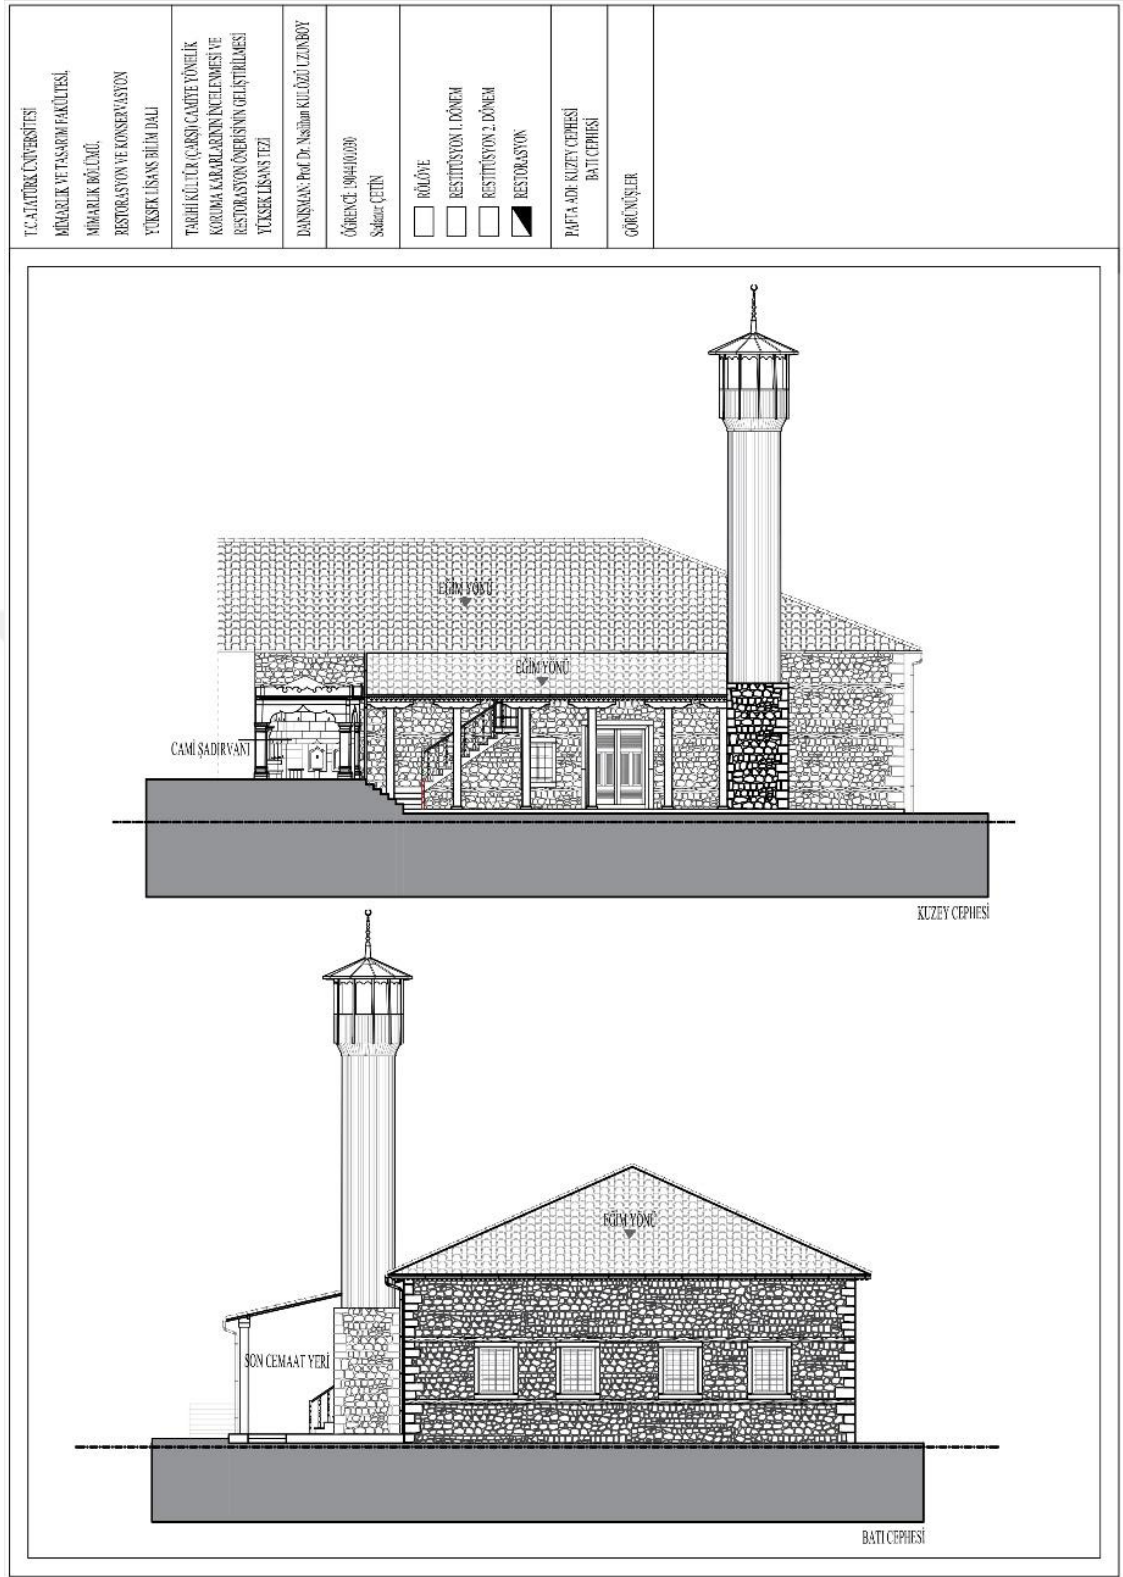 T.C.ATATÜRK ÜNİVERSİTESİ
MİMARLIK VE TASARIM FAKÜLTESİ,
MİMARLIK BÖLÜMÜ,
RESTORASYON VE KONSERVASYON
YÜKSEK LİSANS BİLİM DALI
TARİHİ KÜLTÜR (ÇARŞI) CAMİYE YÖNELİK
KORUMA KARARLARININ İNCELENMESİ VE
RESTORASYON ÖNERİSİNİN GELİŞTİRİLMESİ
YÜKSEK LİSANS TEZİ
DANIŞMAN: Prof. Dr. Neslihan KULÖZÜ UZUNBOY
ÖĞRENCİ:
ÇETİN
RÖLÖVE
RESTİTÜSYON 1. DÖNEM
RESTİTÜSYON 2. DÖNEM
RESTORASYON
PAFTA ADI: KUZEY CEPHESİ
BATI CEPHESİ
GÖRÜNÜŞLER
EĞİM YÖNÜ
EĞİM YÖNÜ
CAMİ ŞADIRVANI
KUZEY CEPHESİ
EĞİM YÖNÜ
SON CEMAAT YERİ
BATI CEPHESİ